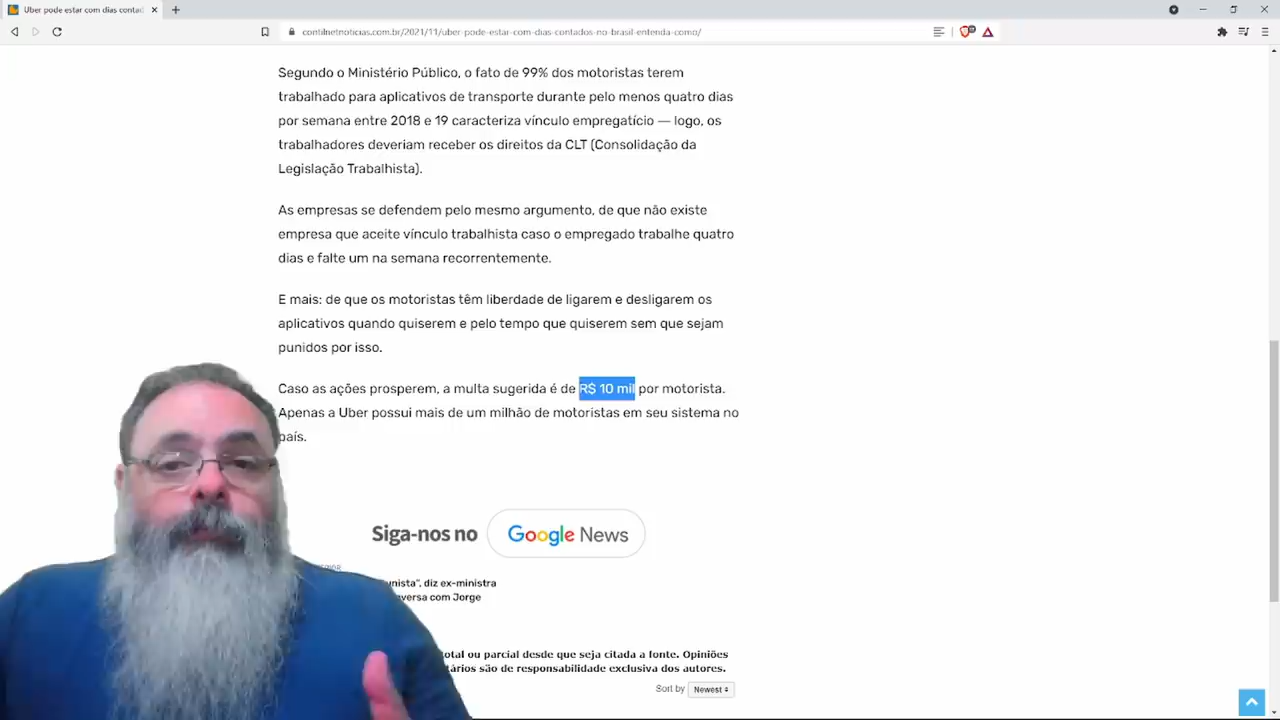 Uber pode estar com dias contad
contilnetnoticias.com.br/2021/11/uber-pode-estar-com-dias-contados-no-brasil-entenda-como/
Segundo o Ministério Público, o fato de 99% dos motoristas terem
trabalhado para aplicativos de transporte durante pelo menos quatro dias
por semana entre 2018 e 19 caracteriza vínculo empregatício — logo, os
trabalhadores deveriam receber os direitos da CLT (Consolidação da
Legislação Trabalhista).
As empresas se defendem pelo mesmo argumento, de que não existe
empresa que aceite vínculo trabalhista caso o empregado trabalhe quatro
dias e falte um na semana recorrentemente.
E mais: de que os motoristas têm liberdade de ligarem e desligarem os
aplicativos quando quiserem e pelo tempo que quiserem sem que sejam
punidos por isso.
Caso as ações prosperem, a multa sugerida é de R$ 10 mil por motorista.
Apenas a Uber possui mais de um milhão de motoristas em seu sistema no
país.
Siga-nos no Google News
unista", diz ex-ministra
versa com Jorge
otal ou parcial desde que seja citada a fonte. Opiniões
tários são de responsabilidade exclusiva dos autores.
Sort by Newest